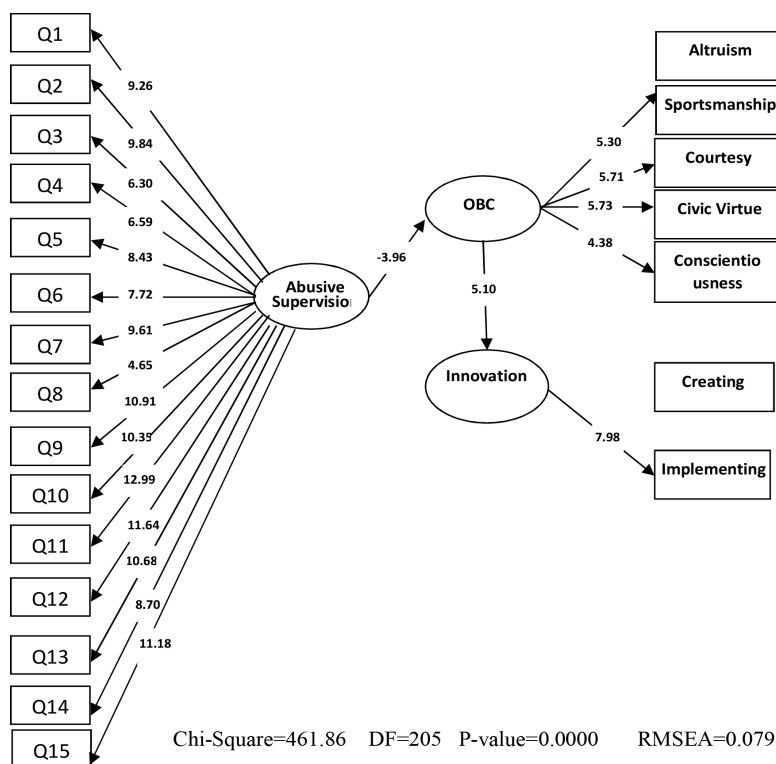 Q1
Q2
Q3
Q4
Q5
Q6
Q7
Q8
Q9
Q10
Q11
Q12
Q13
Q14
Q15
9.26
9.84
6.30
6.59
8.43
7.72
9.61
4.65
10.91
10.35
12.99
11.64
10.68
8.70
11.18
Abusive
Supervision
-3.96
OBC
5.10
Innovation
5.30
5.71
5.73
4.38
7.98
Altruism
Sportsmanship
Courtesy
Civic Virtue
Conscientio
usness
Creating
Implementing
Chi-Square=461.86 DF=205 P-value=0.0000 RMSEA=0.079